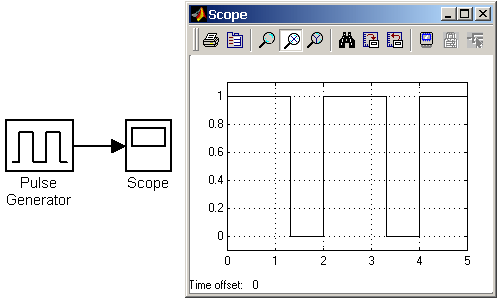 Scope
1
0.8
0.6
0.4
0.2
0
0 1 2 3 4 5
Time offset: 0
Pulse
Generator
Scope